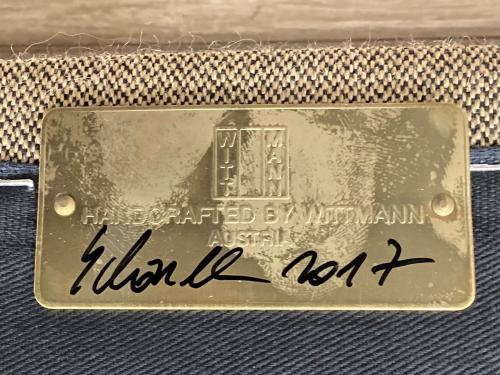 WITT MANN
HANDCRAFTED BY WITTMANN
AUSTRIA
2017